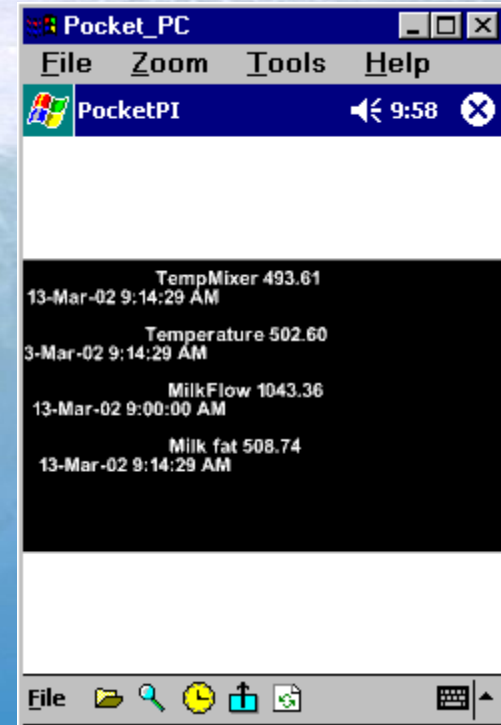 Pocket_PC
File Zoom Tools Help
PocketPI 9:58
TempMixer 493.61
13-Mar-02 9:14:29 AM
Temperature 502.60
3-Mar-02 9:14:29 AM
MilkFlow 1043.36
13-Mar-02 9:00:00 AM
Milk fat 508.74
13-Mar-02 9:14:29 AM
File